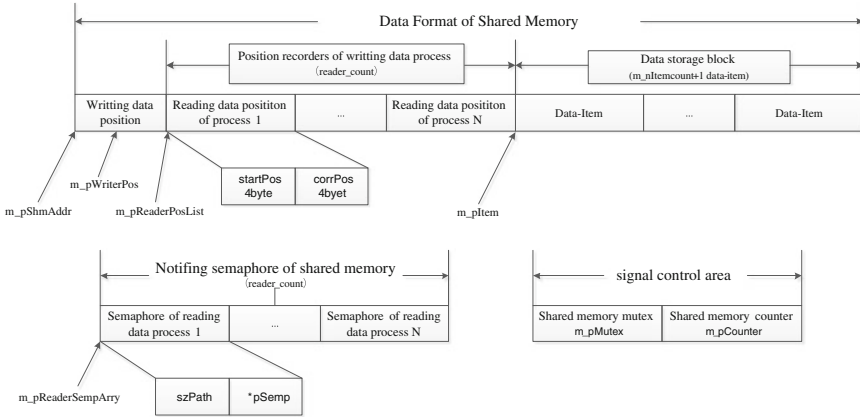 Data Format of Shared Memory
Position recorders of writting data process
(reader_count)
Data storage block
(m_nItemcount+1 data-item)
Writting data
position
Reading data posititon
of process 1
...
Reading data posititon
of process N
Data-Item
...
Data-Item
startPos
4byte
corrPos
4byet
m_pWriterPos
m_pShmAddr
m_pReaderPosList
m_pItem
Notifing semaphore of shared memory
(reader_count)
Semaphore of reading
data process 1
...
Semaphore of reading
data process N
signal control area
Shared memory mutex
m_pMutex
Shared memory counter
m_pCounter
m_pReaderSempArry
szPath
*pSemp